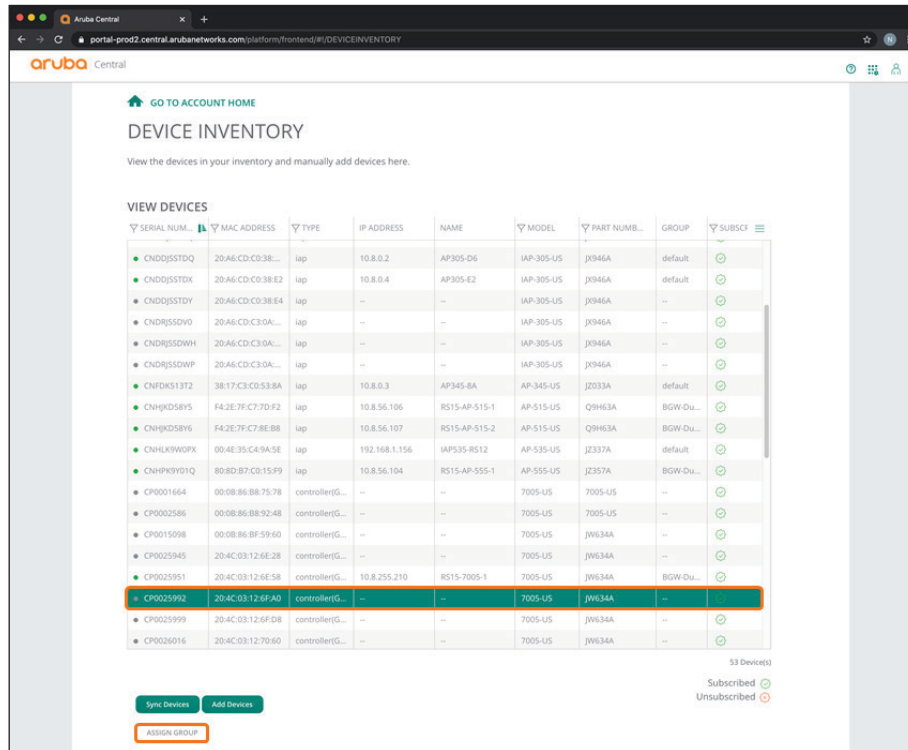 Aruba Central
portal-prod2.central.arubanetworks.com/platform/frontend/#!/DEVICEINVENTORY
N
aruba Central
GO TO ACCOUNT HOME
DEVICE INVENTORY
View the devices in your inventory and manually add devices here.
VIEW DEVICES
SERIAL NUM... MAC ADDRESS TYPE IP ADDRESS NAME MODEL PART NUMB... GROUP SUBSCF
CNDDJSSTDQ 20:A6:CD:C0:38:... iap 10.8.0.2 AP305-D6 IAP-305-US JX946A default
CNDDJSSTDX 20:A6:CD:C0:38:E2 iap 10.8.0.4 AP305-E2 IAP-305-US JX946A default
CNDDJSSTDY 20:A6:CD:C0:38:E4 iap -- -- IAP-305-US JX946A --
CNDRJSSDV0 20:A6:CD:C3:0A:... iap -- -- IAP-305-US JX946A --
CNDRJSSDWH 20:A6:CD:C3:0A:... iap -- -- IAP-305-US JX946A --
CNDRJSSDWP 20:A6:CD:C3:0A:... iap -- -- IAP-305-US JX946A --
CNFDK513T2 38:17:C3:C0:53:8A iap 10.8.0.3 AP345-8A AP-345-US JZ033A default
CNHJKD58Y5 F4:2E:7F:C7:7D:F2 iap 10.8.56.106 RS15-AP-515-1 AP-515-US Q9H63A BGW-Du...
CNHJKD58Y6 F4:2E:7F:C7:8E:B8 iap 10.8.56.107 RS15-AP-515-2 AP-515-US Q9H63A BGW-Du...
CNHLK9W0PX 00:4E:35:C4:9A:5E iap 192.168.1.156 IAP535-RS12 AP-535-US JZ337A default
CNHPK9Y01Q 80:8D:B7:C0:15:F9 iap 10.8.56.104 RS15-AP-555-1 AP-555-US JZ357A BGW-Du...
CP0001664 00:0B:86:B8:75:78 controller(G... -- -- 7005-US 7005-US --
CP0002586 00:0B:86:B8:92:48 controller(G... -- -- 7005-US 7005-US --
CP0015098 00:0B:86:BF:59:60 controller(G... -- -- 7005-US JW634A --
CP0025945 20:4C:03:12:6E:28 controller(G... -- -- 7005-US JW634A --
CP0025951 20:4C:03:12:6E:58 controller(G... 10.8.255.210 RS15-7005-1 7005-US JW634A BGW-Du...
CP0025992 20:4C:03:12:6F:A0 controller(G... -- -- 7005-US JW634A --
CP0025999 20:4C:03:12:6F:D8 controller(G... -- -- 7005-US JW634A --
CP0026016 20:4C:03:12:70:60 controller(G... -- -- 7005-US JW634A --
53 Device(s)
Subscribed
Unsubscribed
Sync Devices Add Devices
ASSIGN GROUP